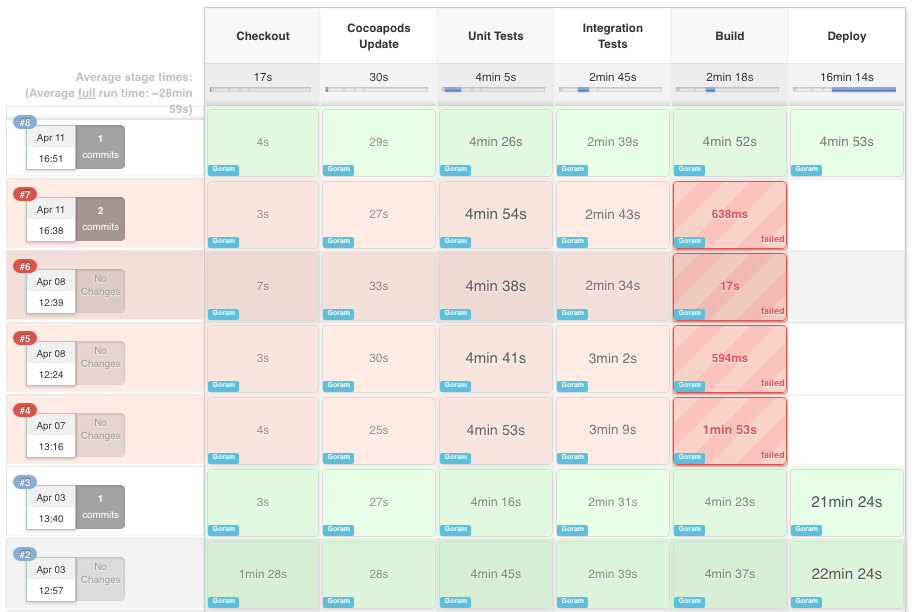 Checkout
Cocoapods
Update
Unit Tests
Integration
Tests
Build
Deploy
Average stage times:
(Average full run time: ~28min
59s)
17s
30s
4min 5s
2min 45s
2min 18s
16min 14s
#8
Apr 11
16:51
1
commits
4s
Goram
29s
Goram
4min 26s
Goram
2min 39s
Goram
4min 52s
Goram
4min 53s
Goram
#7
Apr 11
16:38
2
commits
3s
Goram
27s
Goram
4min 54s
Goram
2min 43s
Goram
638ms
Goram
failed
#6
Apr 08
12:39
No
Changes
7s
Goram
33s
Goram
4min 38s
Goram
2min 34s
Goram
17s
Goram
failed
#5
Apr 08
12:24
No
Changes
3s
Goram
30s
Goram
4min 41s
Goram
3min 2s
Goram
594ms
Goram
failed
#4
Apr 07
13:16
No
Changes
4s
Goram
25s
Goram
4min 53s
Goram
3min 9s
Goram
1min 53s
Goram
failed
#3
Apr 03
13:40
1
commits
3s
Goram
27s
Goram
4min 16s
Goram
2min 31s
Goram
4min 23s
Goram
21min 24s
Goram
#2
Apr 03
12:57
No
Changes
1min 28s
Goram
28s
Goram
4min 45s
Goram
2min 39s
Goram
4min 37s
Goram
22min 24s
Goram